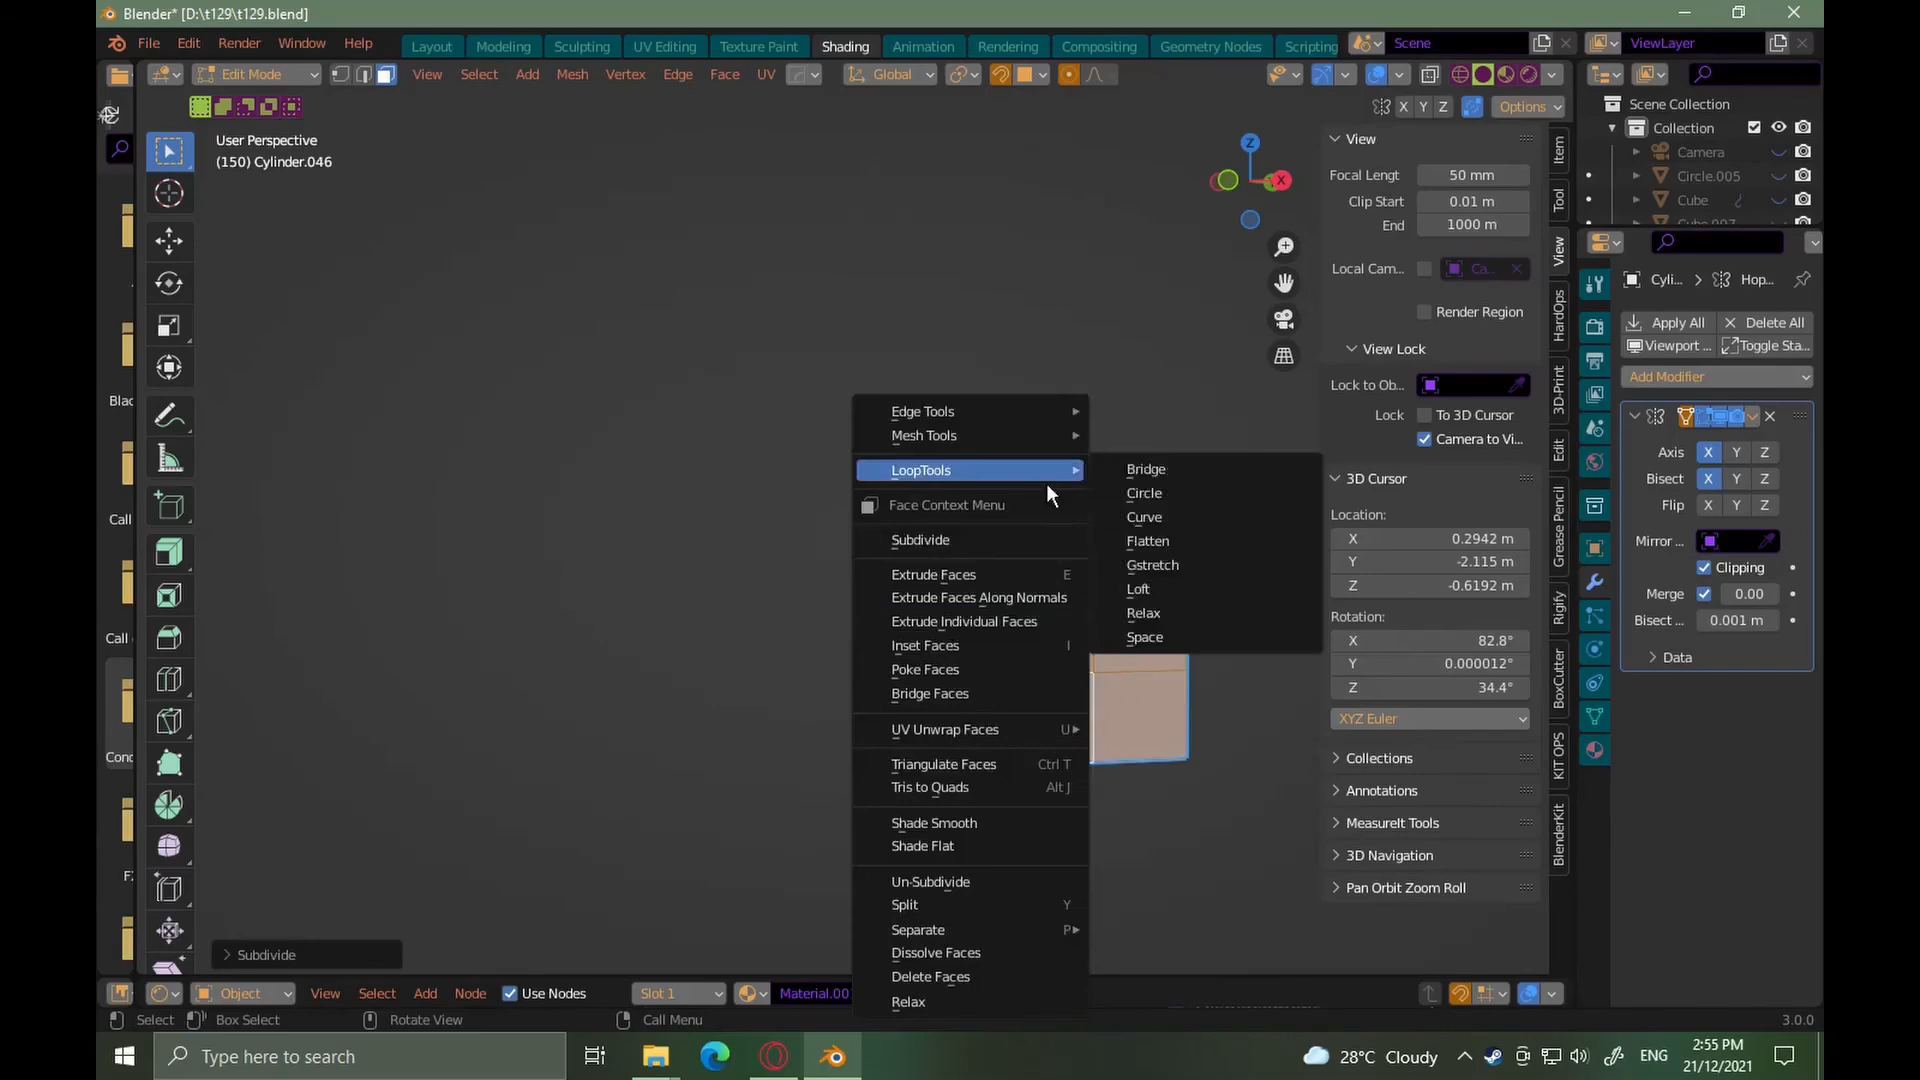 Blender* [D:\t129\t129.blend]
File Edit Render Window Help
Layout Modeling Sculpting UV Editing Texture Paint Shading Animation Rendering Compositing Geometry Nodes Scripting
Scene
ViewLayer
Edit Mode
View Select Add Mesh Vertex Edge Face UV
Global
X Y Z
Options
User Perspective
(150) Cylinder.046
Z
X
Blac
Call
Call
Conc
Edge Tools
Mesh Tools
LoopTools
Face Context Menu
Subdivide
Extrude Faces E
Extrude Faces Along Normals
Extrude Individual Faces
Inset Faces I
Poke Faces
Bridge Faces
UV Unwrap Faces U
Triangulate Faces Ctrl T
Tris to Quads Alt J
Shade Smooth
Shade Flat
Un-Subdivide
Split Y
Separate P
Dissolve Faces
Delete Faces
Relax
Bridge
Circle
Curve
Flatten
Gstretch
Loft
Relax
Space
View
Focal Lengt 50 mm
Clip Start 0.01 m
End 1000 m
Local Cam... Ca...
Render Region
View Lock
Lock to Ob...
Lock To 3D Cursor
Camera to Vi...
3D Cursor
Location:
X 0.2942 m
Y -2.115 m
Z -0.6192 m
Rotation:
X 82.8°
Y 0.000012°
Z 34.4°
XYZ Euler
Collections
Annotations
MeasureIt Tools
3D Navigation
Pan Orbit Zoom Roll
Item
Tool
View
HardOps
3D-Print
Edit
Grease Pencil
Rigify
BoxCutter
KIT OPS
BlenderKit
Scene Collection
Collection
Camera
Circle.005
Cube
Cyli... Hop...
Apply All Delete All
Viewport ... Toggle Sta...
Add Modifier
Axis X Y Z
Bisect X Y Z
Flip X Y Z
Mirror ...
Clipping
Merge 0.00
Bisect ... 0.001 m
Data
Subdivide
Object View Select Add Node Use Nodes Slot 1 Material.00
Select Box Select Rotate View Call Menu 3.0.0
Type here to search
28°C Cloudy
ENG
2:55 PM
21/12/2021